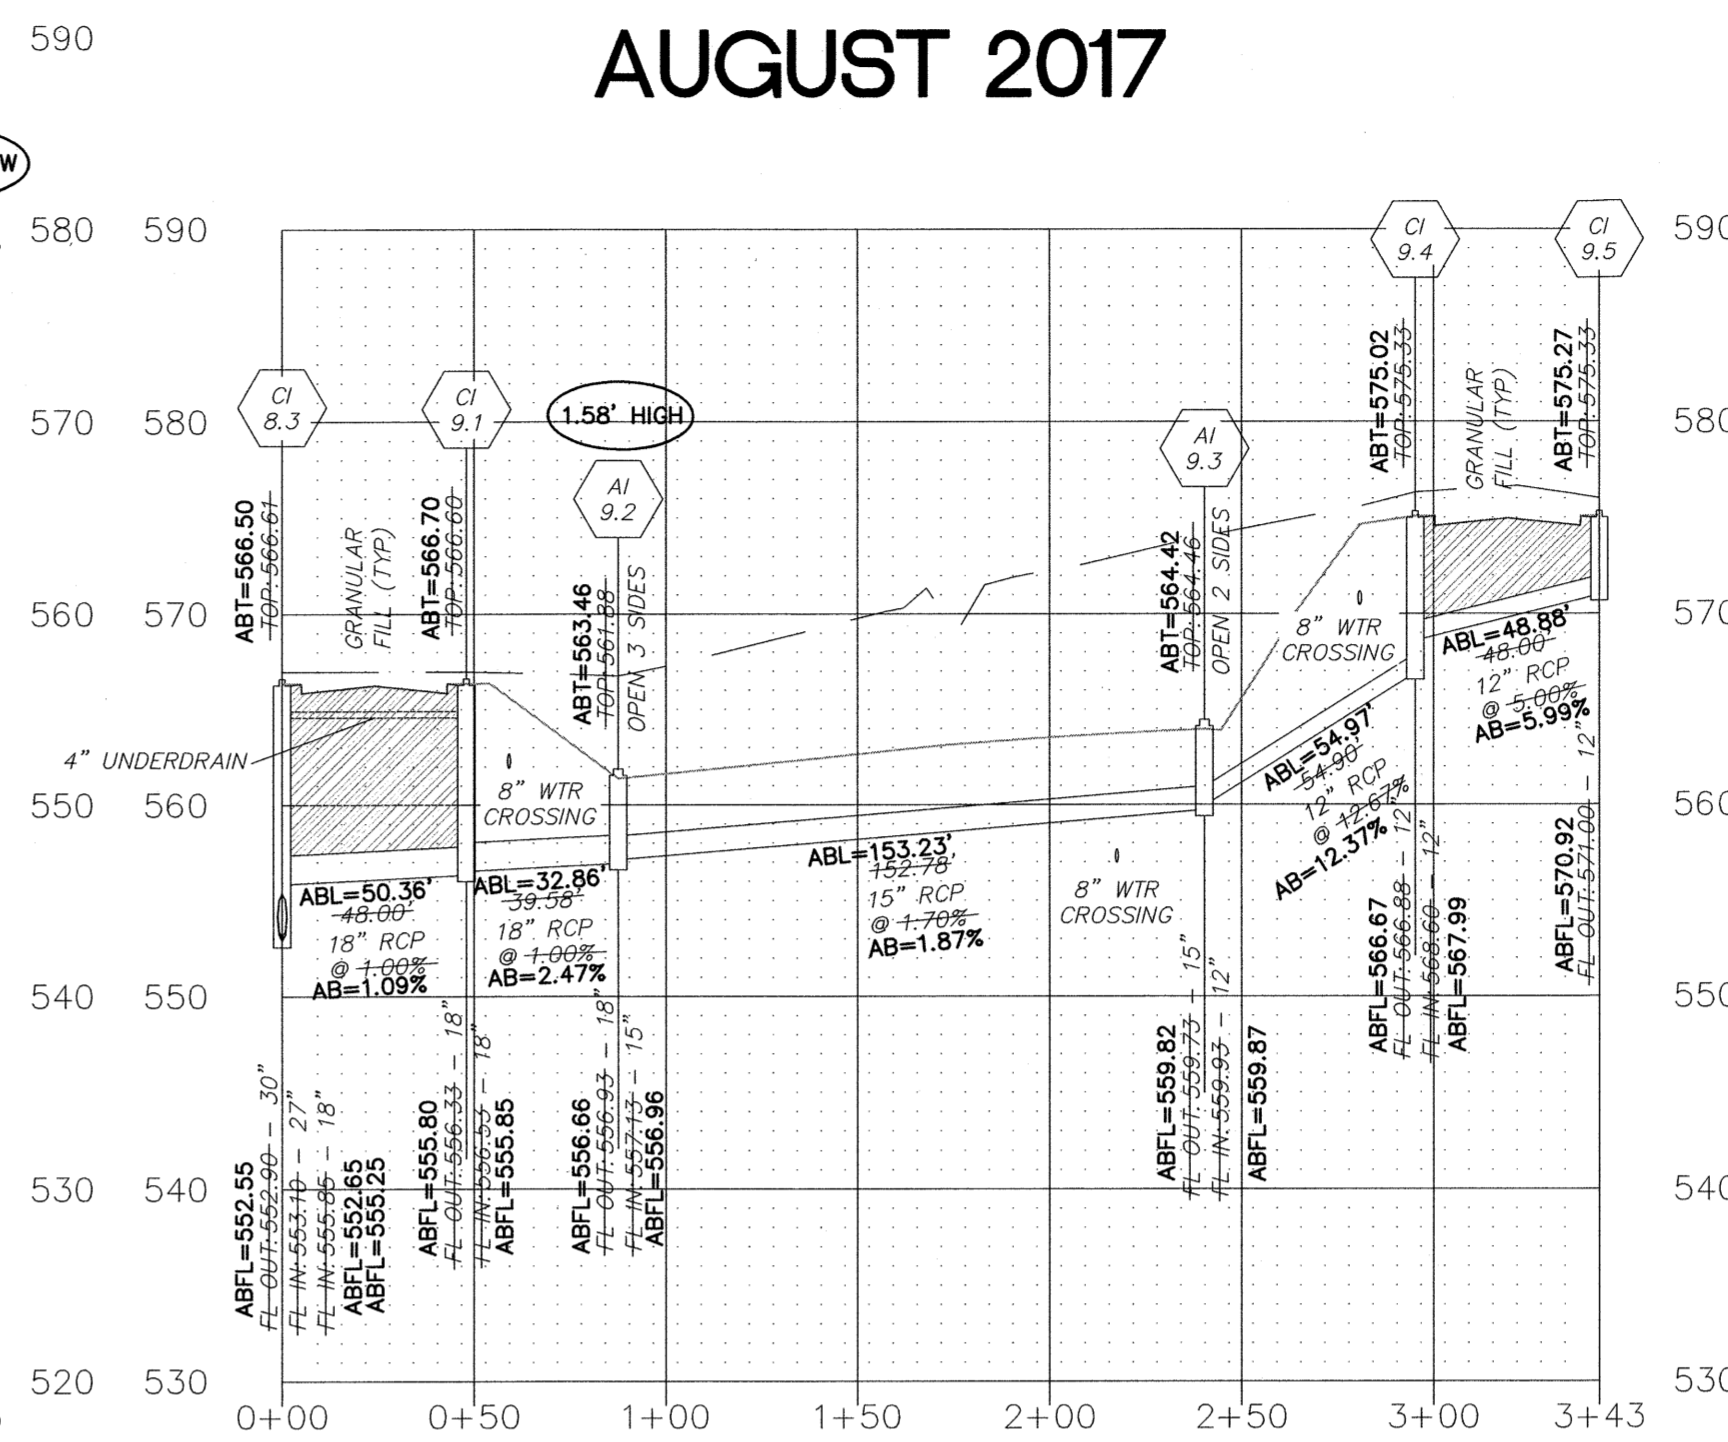 AUGUST 2017
590
580
570
560
550
540
530
520
W
590
580
570
560
550
540
530
590
580
570
560
550
540
530
CI
8.3
CI
9.1
1.58' HIGH
AI
9.2
AI
9.3
CI
9.4
CI
9.5
ABT=566.50
TOP: 566.61
GRANULAR
FILL (TYP)
ABT=566.70
TOP: 566.60
ABT=563.46
TOP: 561.88
OPEN 3 SIDES
ABT=564.42
TOP: 564.46
OPEN 2 SIDES
ABT=575.02
TOP: 575.33
GRANULAR
FILL (TYP)
ABT=575.27
TOP: 575.33
4" UNDERDRAIN
8" WTR
CROSSING
8" WTR
CROSSING
8" WTR
CROSSING
ABL=50.36'
48.00'
18" RCP
@ 1.00%
AB=1.09%
ABL=32.86'
39.58'
18" RCP
@ 1.00%
AB=2.47%
ABL=153.23'
152.78'
15" RCP
@ 1.70%
AB=1.87%
ABL=54.97'
54.90'
12" RCP
@ 12.67%
AB=12.37%
ABL=48.88'
48.00'
12" RCP
@ 5.00%
AB=5.99%
ABFL=552.55
FL OUT: 552.90 - 30"
FL IN: 553.10 - 27"
FL IN: 555.85 - 18"
ABFL=552.65
ABFL=555.25
ABFL=555.80
FL OUT: 556.33 - 18"
FL IN: 556.53 - 18"
ABFL=555.85
ABFL=556.66
FL OUT: 556.93 - 18"
FL IN: 557.13 - 15"
ABFL=556.96
ABFL=559.82
FL OUT: 559.73 - 15"
FL IN: 559.93 - 12"
ABFL=559.87
ABFL=566.67
FL OUT: 566.88 - 12"
FL IN: 568.60 - 12"
ABFL=567.99
ABFL=570.92
FL OUT: 571.00 - 12"
0+00
0+50
1+00
1+50
2+00
2+50
3+00
3+43